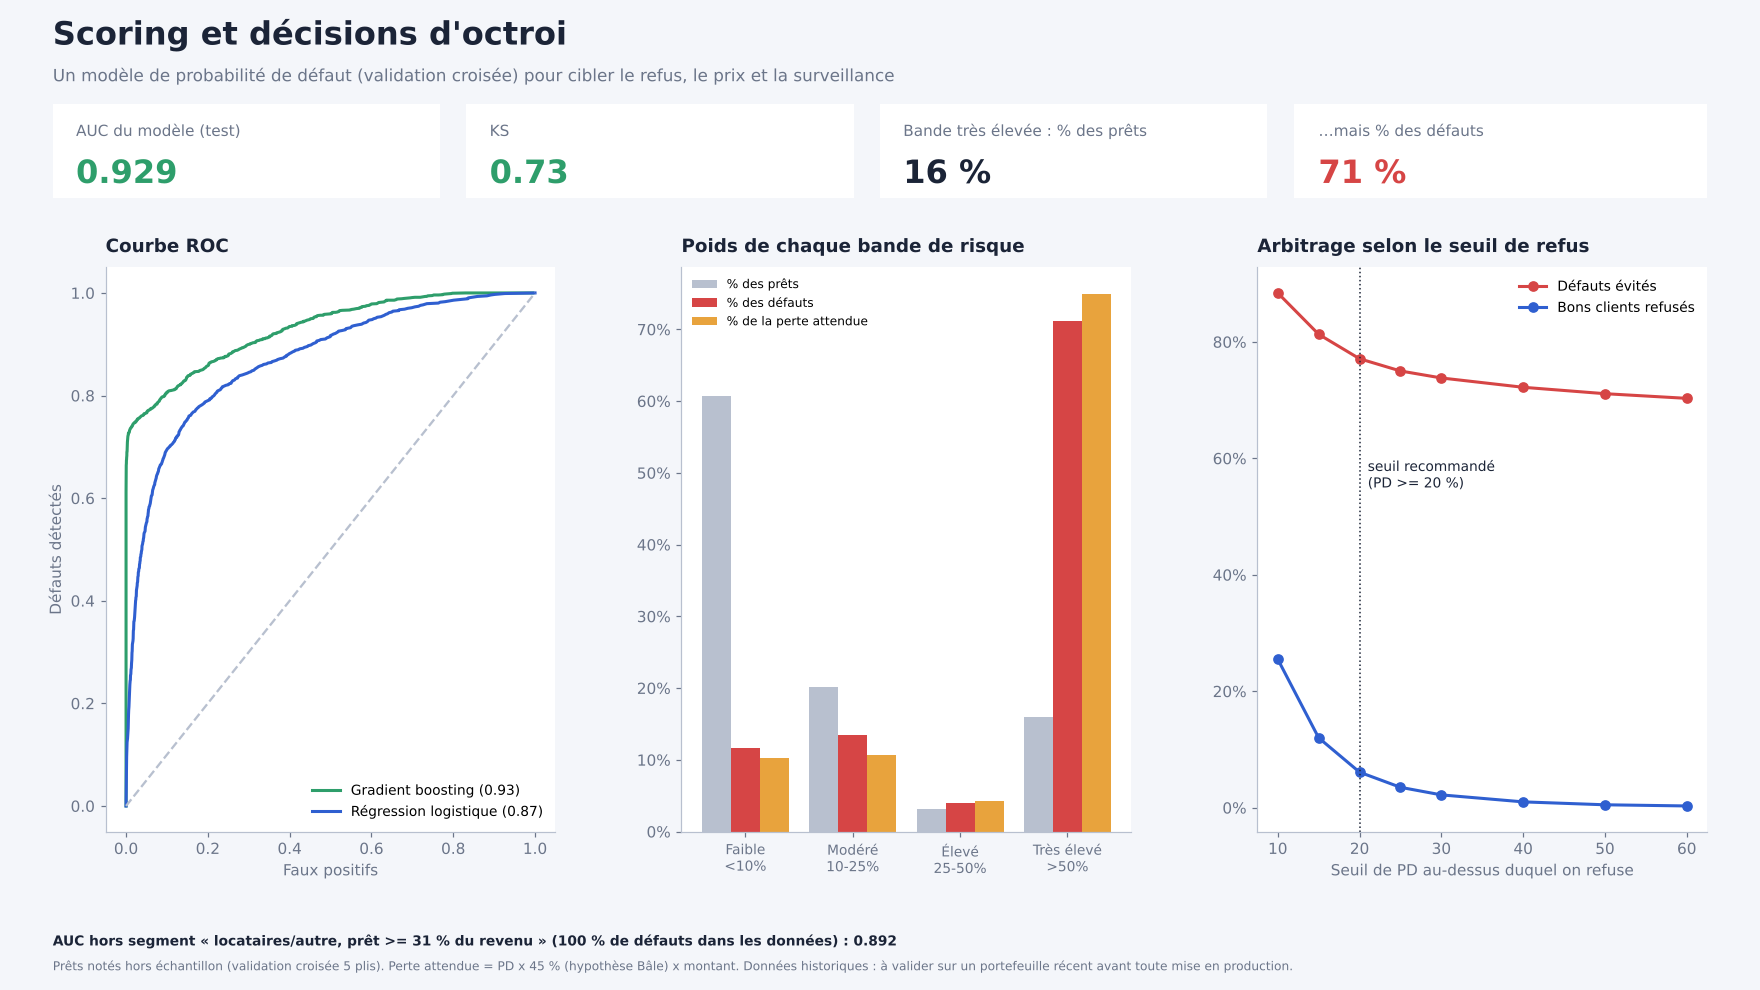 Scoring et décisions d'octroi
Un modèle de probabilité de défaut (validation croisée) pour cibler le refus, le prix et la surveillance
AUC du modèle (test)
0.929
KS
0.73
Bande très élevée : % des prêts
16 %
...mais % des défauts
71 %
Courbe ROC
1.0
0.8
0.6
0.4
0.2
0.0
Défauts détectés
Gradient boosting (0.93)
Régression logistique (0.87)
0.0 0.2 0.4 0.6 0.8 1.0
Faux positifs
Poids de chaque bande de risque
% des prêts
% des défauts
% de la perte attendue
70%
60%
50%
40%
30%
20%
10%
0%
Faible
<10%
Modéré
10-25%
Élevé
25-50%
Très élevé
>50%
Arbitrage selon le seuil de refus
Défauts évités
Bons clients refusés
80%
60%
40%
20%
0%
seuil recommandé
(PD >= 20 %)
10 20 30 40 50 60
Seuil de PD au-dessus duquel on refuse
AUC hors segment « locataires/autre, prêt >= 31 % du revenu » (100 % de défauts dans les données) : 0.892
Prêts notés hors échantillon (validation croisée 5 plis). Perte attendue = PD x 45 % (hypothèse Bâle) x montant. Données historiques : à valider sur un portefeuille récent avant toute mise en production.